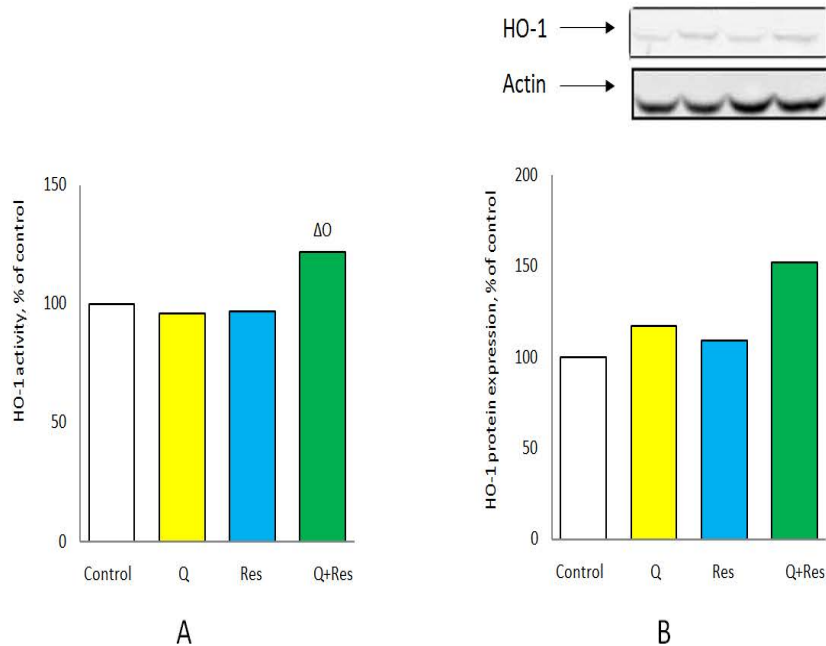 HO-1
Actin
HO-1 activity, % of control
150
100
50
0
ΔO
Control Q Res Q+Res
A
HO-1 protein expression, % of control
200
150
100
50
0
Control Q Res Q+Res
B